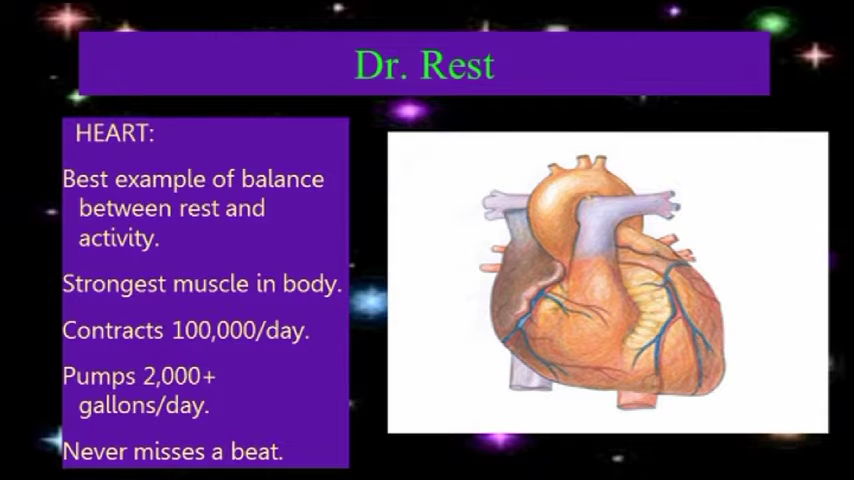 Dr. Rest
HEART:
Best example of balance
between rest and
activity.
Strongest muscle in body.
Contracts 100,000/day.
Pumps 2,000+
gallons/day.
Never misses a beat.